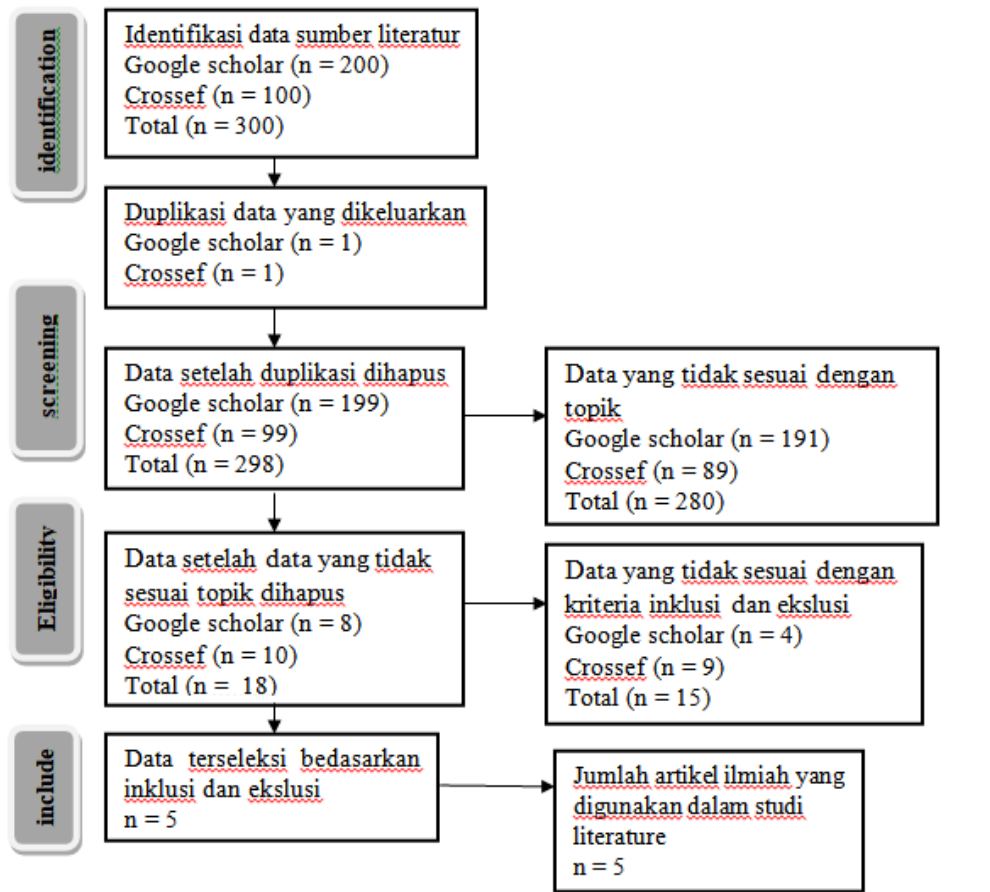 identification
Identifikasi data sumber literatur
Google scholar (n = 200)
Crossef (n = 100)
Total (n = 300)
Duplikasi data yang dikeluarkan
Google scholar (n = 1)
Crossef (n = 1)
screening
Data setelah duplikasi dihapus
Google scholar (n = 199)
Crossef (n = 99)
Total (n = 298)
Data yang tidak sesuai dengan
topik
Google scholar (n = 191)
Crossef (n = 89)
Total (n = 280)
Eligibility
Data setelah data yang tidak
sesuai topik dihapus
Google scholar (n = 8)
Crossef (n = 10)
Total (n = 18)
Data yang tidak sesuai dengan
kriteria inklusi dan ekslusi
Google scholar (n = 4)
Crossef (n = 9)
Total (n = 15)
include
Data terseleksi bedasarkan
inklusi dan ekslusi
n = 5
Jumlah artikel ilmiah yang
digunakan dalam studi
literature
n = 5